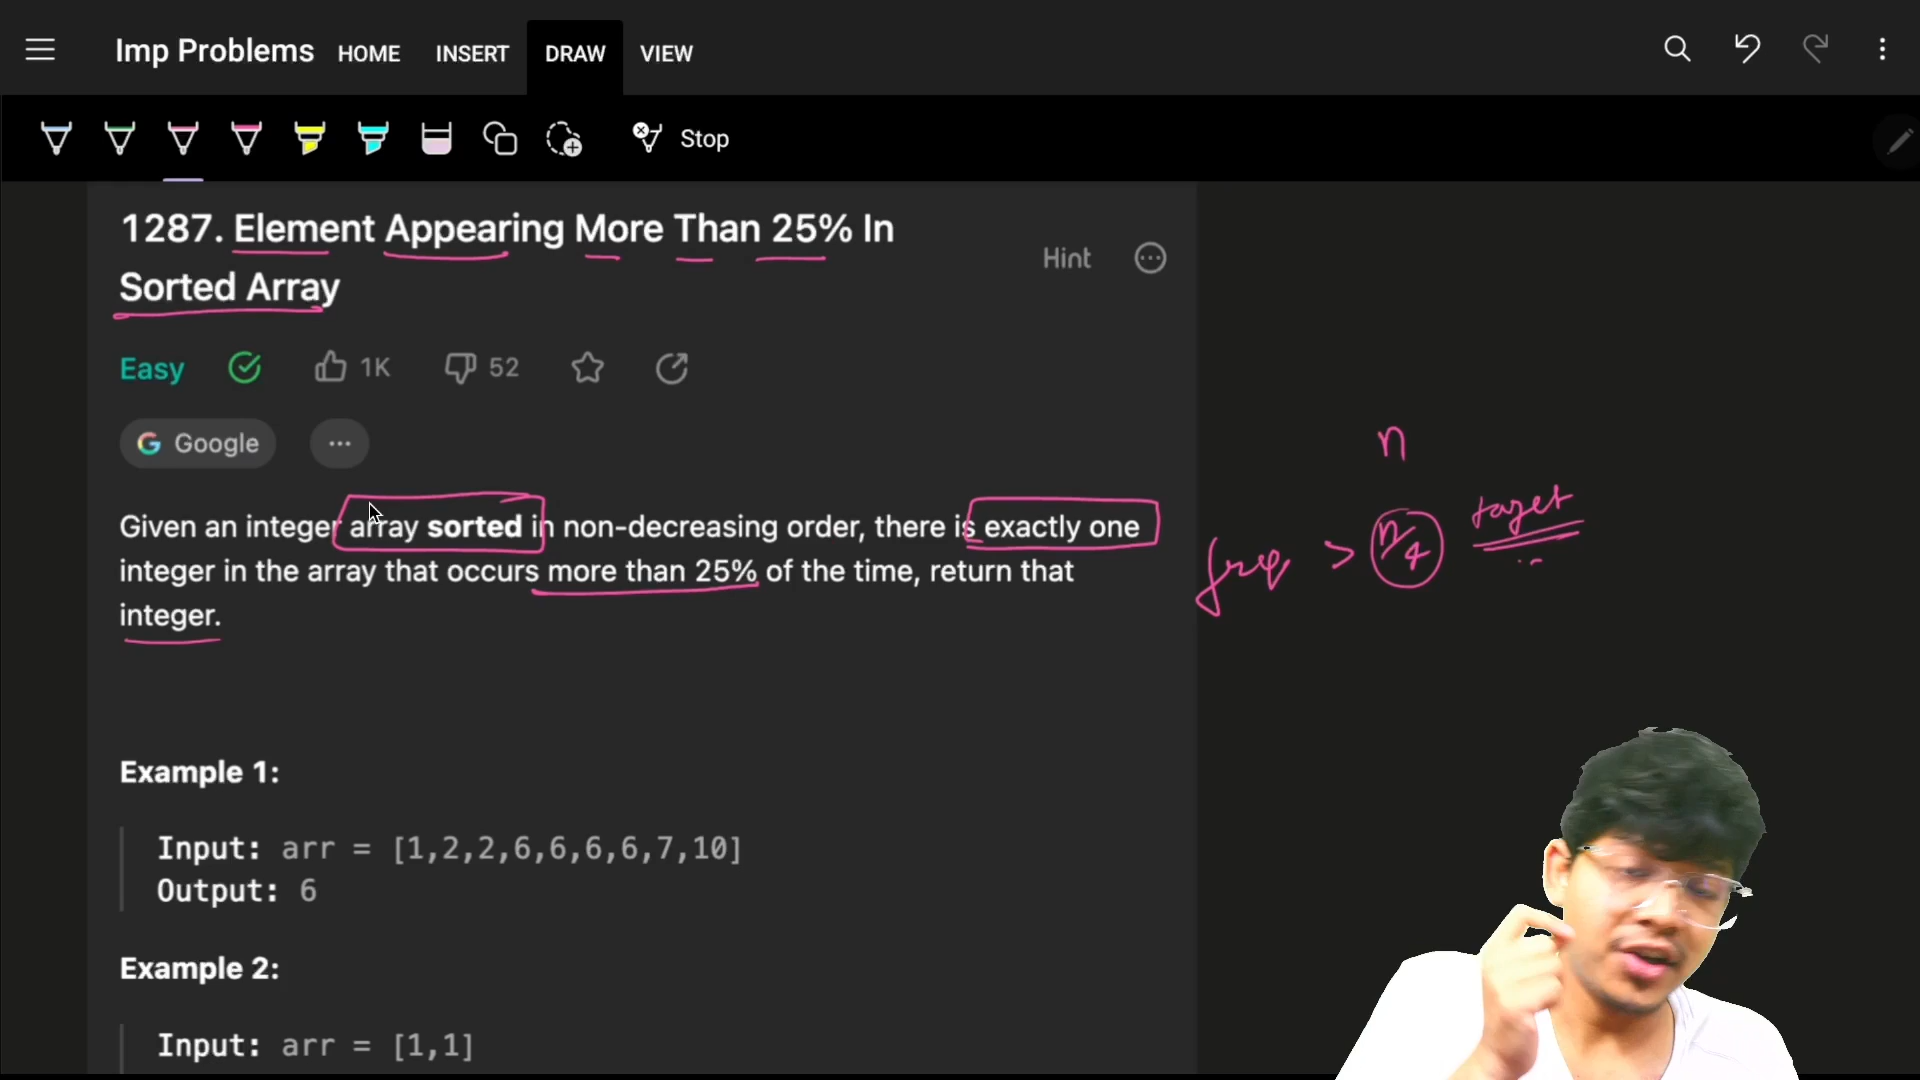 Imp Problems HOME INSERT DRAW VIEW
Stop
1287. Element Appearing More Than 25% In
Sorted Array
Hint
Easy 1K 52
Google
Given an integer array sorted in non-decreasing order, there is exactly one
integer in the array that occurs more than 25% of the time, return that
integer.
n
freq > n/4 target
Example 1:
Input: arr = [1,2,2,6,6,6,6,7,10]
Output: 6
Example 2:
Input: arr = [1,1]